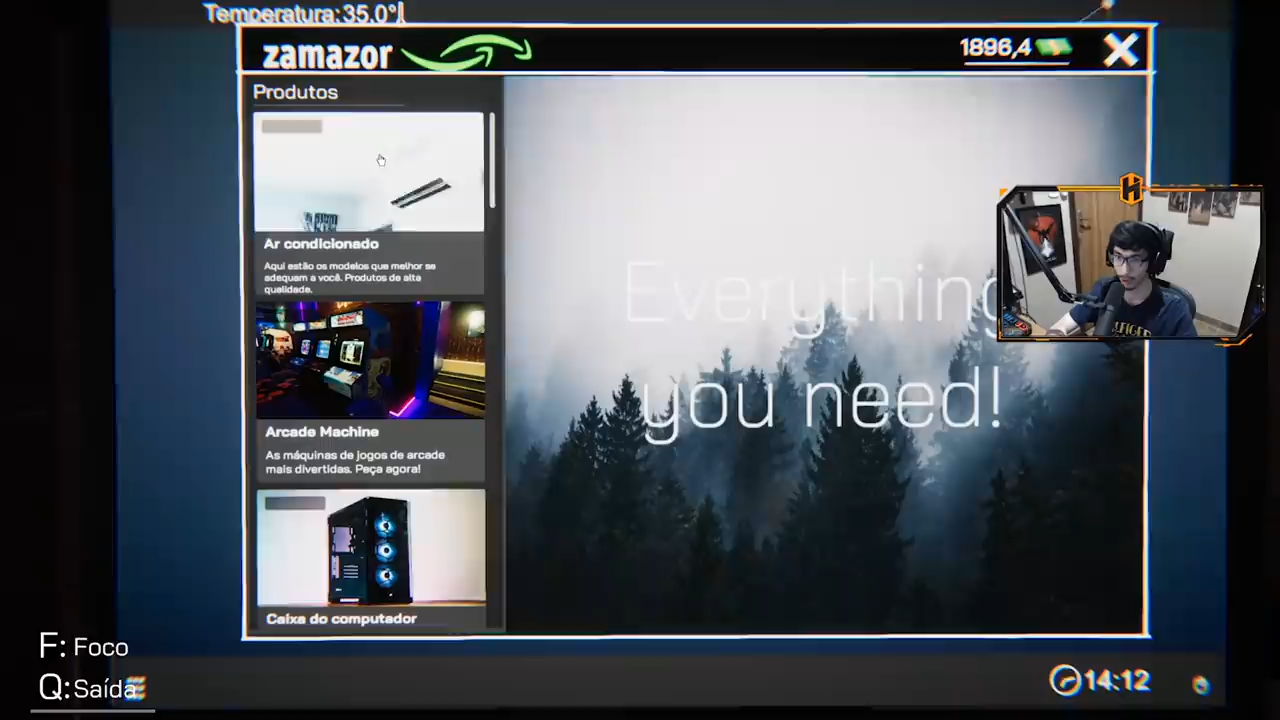 Temperatura:35.0°
zamazor
1896,4
Produtos
Ar condicionado
Aqui estão os modelos que melhor se
adequam a você. Produtos de alta
qualidade.
Arcade Machine
As máquinas de jogos de arcade
mais divertidas. Peça agora!
Caixa do computador
Everything
you need!
F: Foco
Q:Saída
14:12